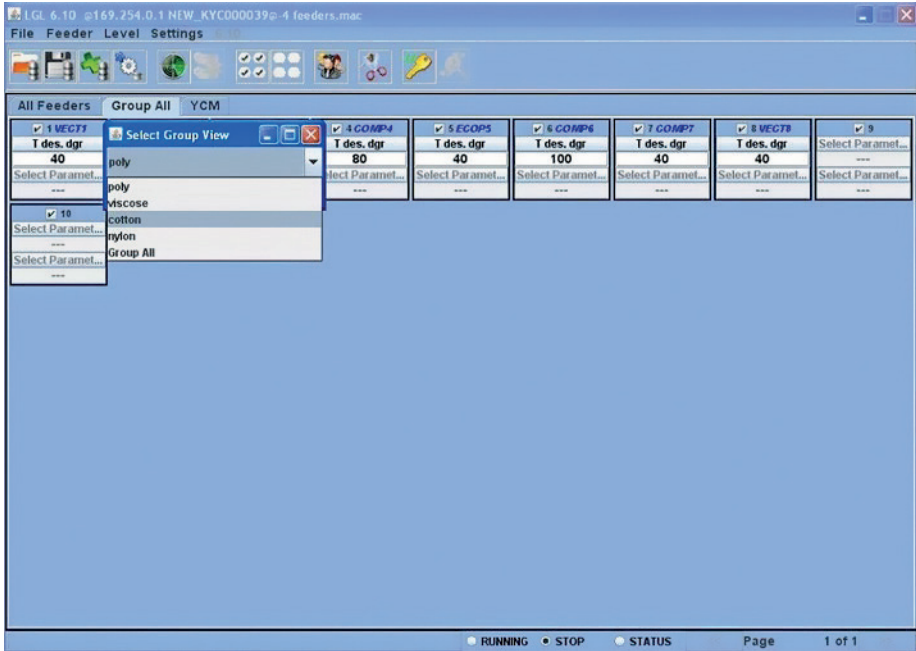 LGL 6.10 @169.254.0.1 NEW_KYC000039@-4 feeders.mac
File Feeder Level Settings
All Feeders Group All YCM
1 VECT1 4 COMP4 5 ECOP5 6 COMP6 7 COMP7 8 VECT8 9
T des. dgr T des. dgr T des. dgr T des. dgr T des. dgr T des. dgr Select Paramet...
40 80 40 100 40 40 ---
Select Paramet... lect Paramet... Select Paramet... Select Paramet... Select Paramet... Select Paramet... Select Paramet...
--- --- --- --- --- --- ---
Select Group View
poly
poly
viscose
cotton
nylon
Group All
10
Select Paramet...
---
Select Paramet...
---
RUNNING STOP STATUS Page 1 of 1